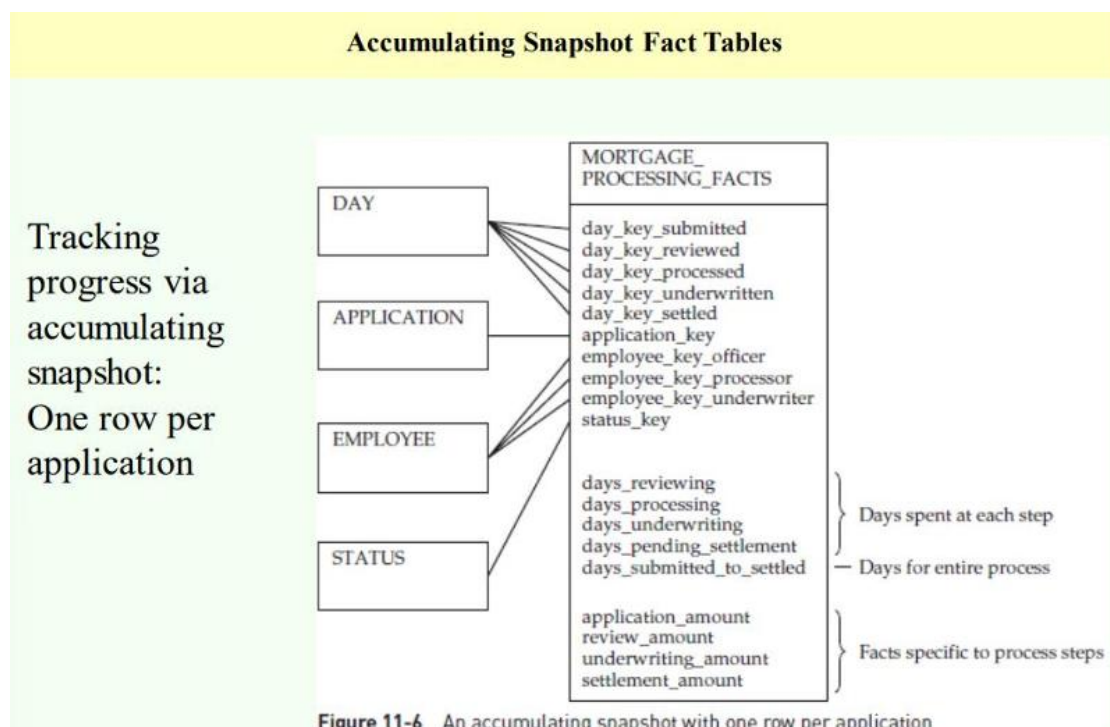 Accumulating Snapshot Fact Tables
Tracking
progress via
accumulating
snapshot:
One row per
application
DAY
APPLICATION
EMPLOYEE
STATUS
MORTGAGE_
PROCESSING_FACTS
day_key_submitted
day_key_reviewed
day_key_processed
day_key_underwritten
day_key_settled
application_key
employee_key_officer
employee_key_processor
employee_key_underwriter
status_key
days_reviewing
days_processing
days_underwriting
days_pending_settlement
days_submitted_to_settled
application_amount
review_amount
underwriting_amount
settlement_amount
Days spent at each step
Days for entire process
Facts specific to process steps
Figure 11-6 An accumulating snapshot with one row per application